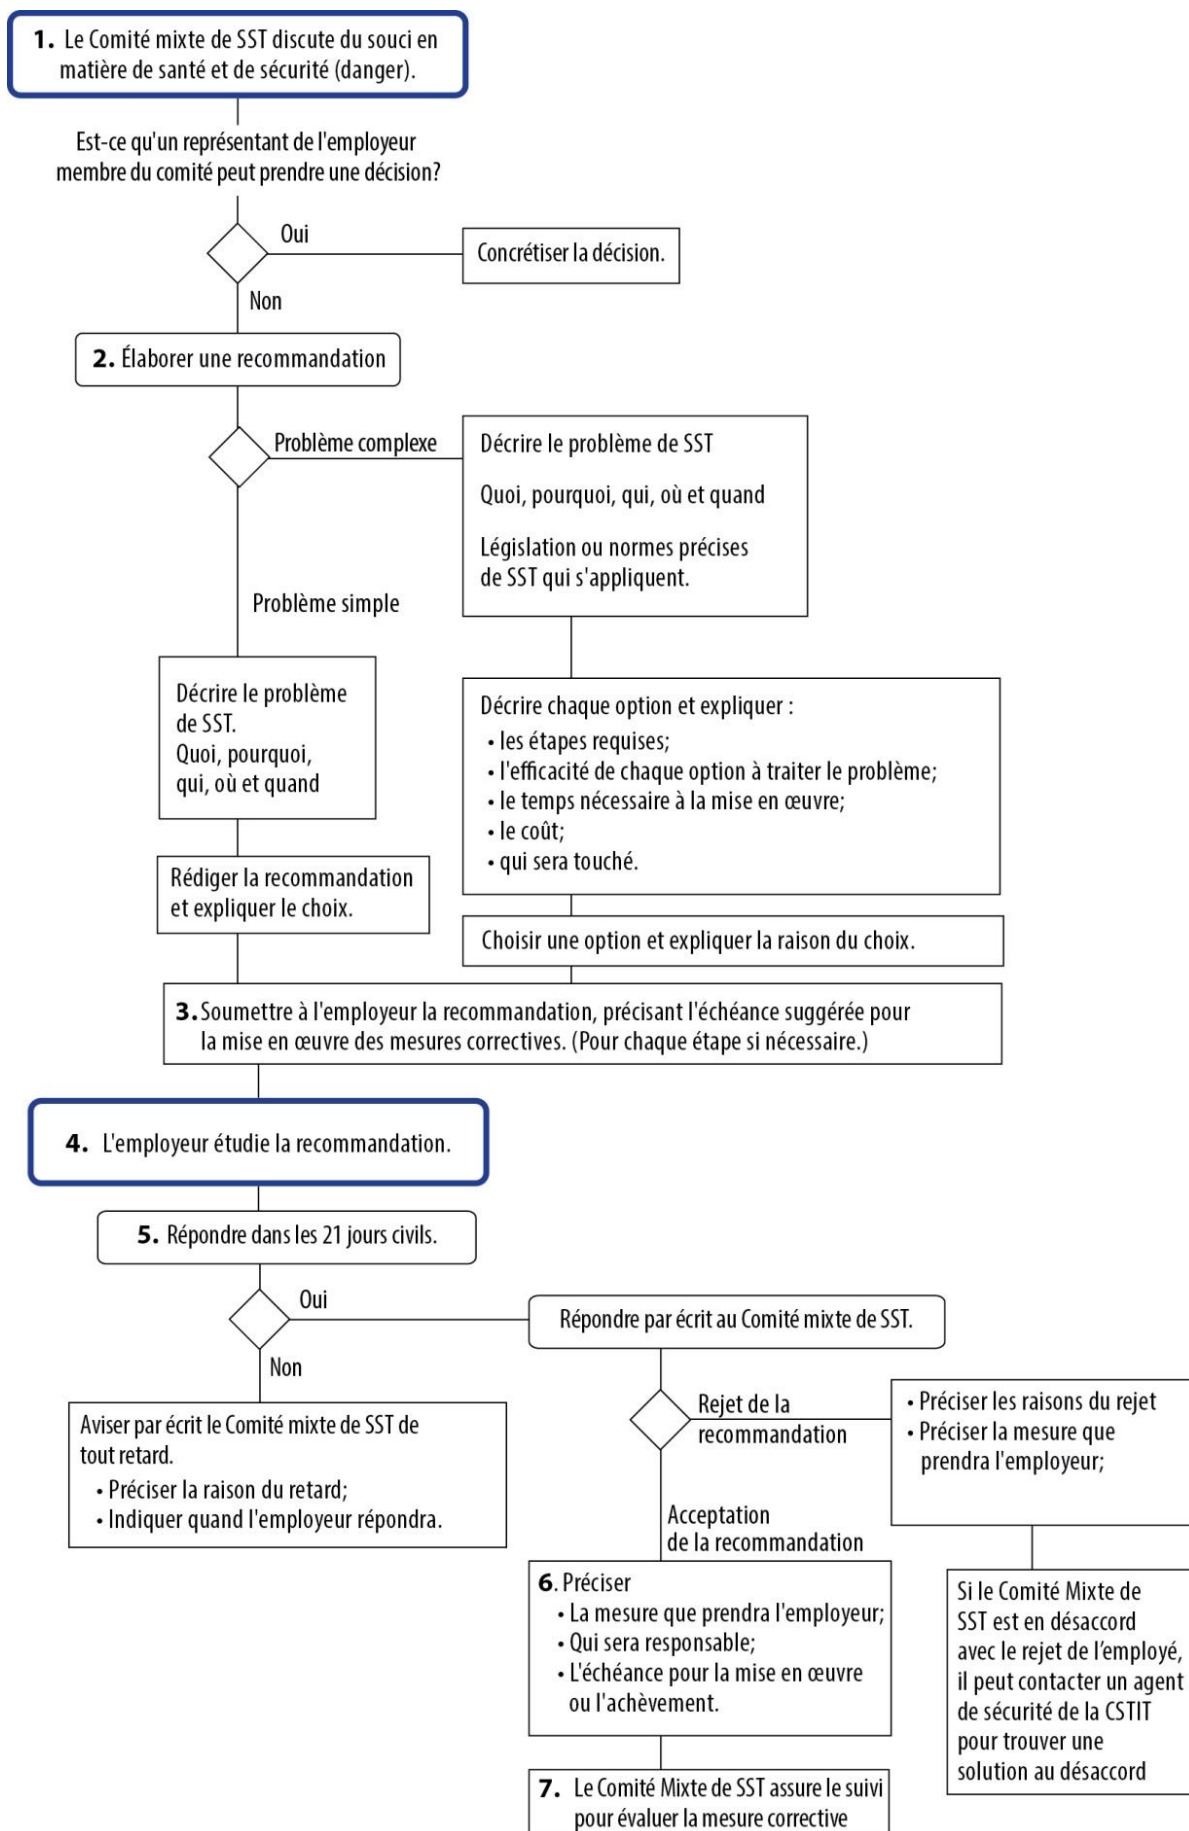 1. Le Comité mixte de SST discute du souci en
matière de santé et de sécurité (danger).
Est-ce qu'un représentant de l'employeur
membre du comité peut prendre une décision?
Oui
Concrétiser la décision.
Non
2. Élaborer une recommandation
Problème complexe
Décrire le problème de SST
Quoi, pourquoi, qui, où et quand
Législation ou normes précises
de SST qui s'appliquent.
Problème simple
Décrire le problème
de SST.
Quoi, pourquoi,
qui, où et quand
Décrire chaque option et expliquer :
• les étapes requises;
• l'efficacité de chaque option à traiter le problème;
• le temps nécessaire à la mise en œuvre;
• le coût;
• qui sera touché.
Rédiger la recommandation
et expliquer le choix.
Choisir une option et expliquer la raison du choix.
3. Soumettre à l'employeur la recommandation, précisant l'échéance suggérée pour
la mise en œuvre des mesures correctives. (Pour chaque étape si nécessaire.)
4. L'employeur étudie la recommandation.
5. Répondre dans les 21 jours civils.
Oui
Répondre par écrit au Comité mixte de SST.
Non
Aviser par écrit le Comité mixte de SST de
tout retard.
• Préciser la raison du retard;
• Indiquer quand l'employeur répondra.
Rejet de la
recommandation
• Préciser les raisons du rejet
• Préciser la mesure que
prendra l'employeur;
Acceptation
de la recommandation
6. Préciser
• La mesure que prendra l'employeur;
• Qui sera responsable;
• L'échéance pour la mise en œuvre
ou l'achèvement.
Si le Comité Mixte de
SST est en désaccord
avec le rejet de l’employé,
il peut contacter un agent
de sécurité de la CSTIT
pour trouver une
solution au désaccord
7. Le Comité Mixte de SST assure le suivi
pour évaluer la mesure corrective